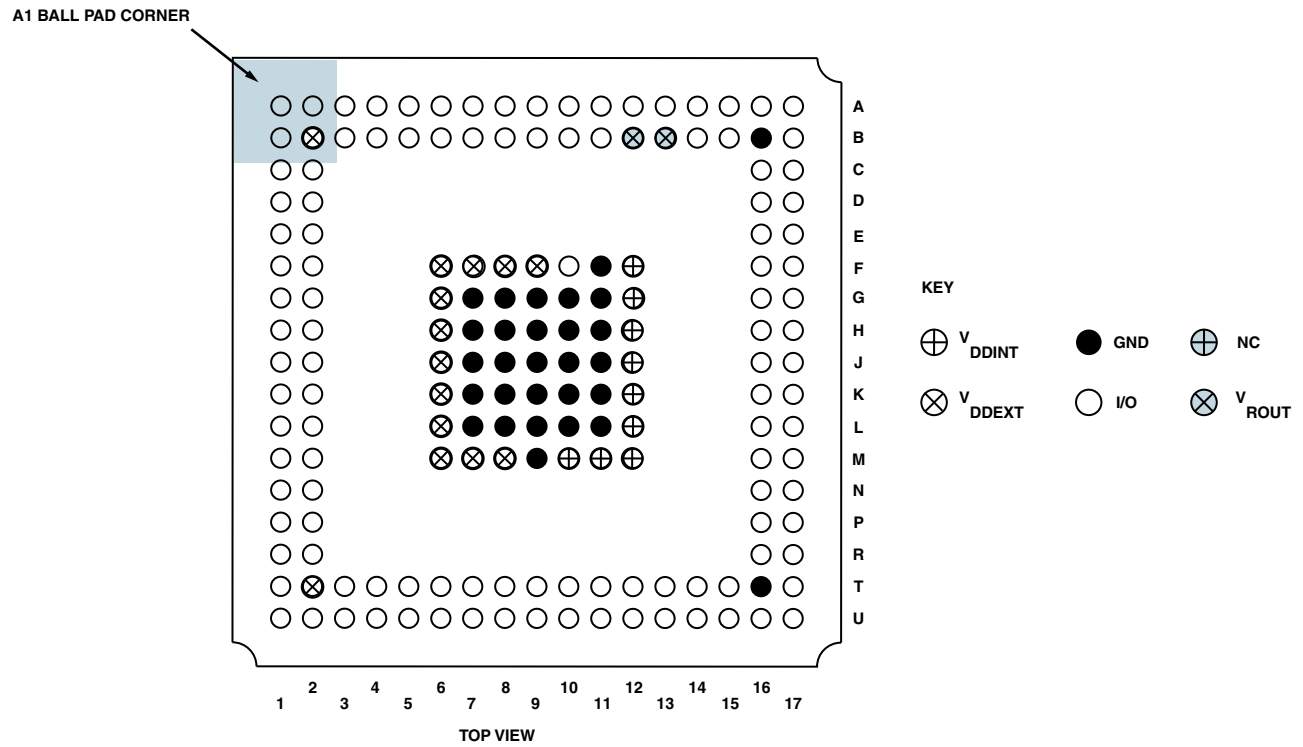 A1 BALL PAD CORNER
A
B
C
D
E
F
G
H
J
K
L
M
N
P
R
T
U
KEY
VDDINT
GND
NC
VDDEXT
I/O
VROUT
2 4 6 8 10 12 14 16
1 3 5 7 9 11 13 15 17
TOP VIEW